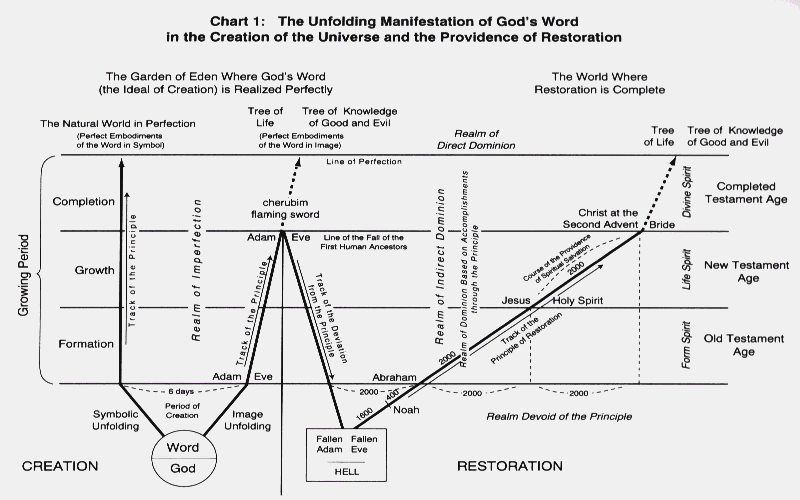 Chart 1: The Unfolding Manifestation of God's Word
in the Creation of the Universe and the Providence of Restoration
The Garden of Eden Where God's Word
(the Ideal of Creation) is Realized Perfectly
The World Where
Restoration is Complete
The Natural World in Perfection
(Perfect Embodiments
of the Word in Symbol)
Tree of
Life
Tree of Knowledge
of Good and Evil
(Perfect Embodiments
of the Word in Image)
Realm of
Direct Dominion
Tree
of Life
Tree of Knowledge
of Good and Evil
Line of Perfection
Growing Period
Completion
Growth
Formation
Track of the Principle
Realm of Imperfection
cherubim
flaming sword
Adam
Eve
Line of the Fall of the
First Human Ancestors
Track of the Principle
Track of the Deviation
from the Principle
Realm of Indirect Dominion
Realm of Dominion Based on Accomplishments
through the Principle
Christ at the
Second Advent
Bride
Course of the Providence
of Spiritual Salvation
2000
Jesus
Holy Spirit
Track of the
Principle of Restoration
2000
Divine Spirit
Life Spirit
Form Spirit
Completed
Testament Age
New Testament
Age
Old Testament
Age
Adam
Eve
Abraham
6 days
2000
2000
2000
400
1600
Noah
Symbolic
Unfolding
Period of
Creation
Image
Unfolding
Realm Devoid of the Principle
Word
God
Fallen
Adam
Fallen
Eve
HELL
CREATION
RESTORATION